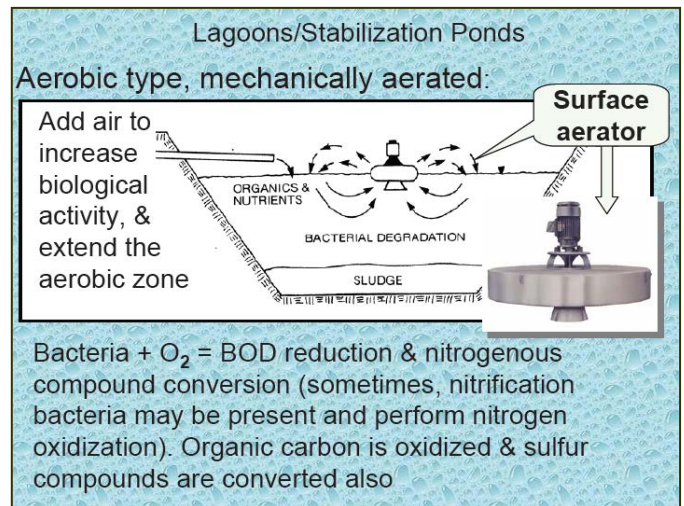 Lagoons/Stabilization Ponds
Aerobic type, mechanically aerated:
Surface
aerator
Add air to
increase
biological
activity, &
extend the
aerobic zone
ORGANICS &
NUTRIENTS
BACTERIAL DEGRADATION
SLUDGE
Bacteria + O₂ = BOD reduction & nitrogenous
compound conversion (sometimes, nitrification
bacteria may be present and perform nitrogen
oxidization). Organic carbon is oxidized & sulfur
compounds are converted also